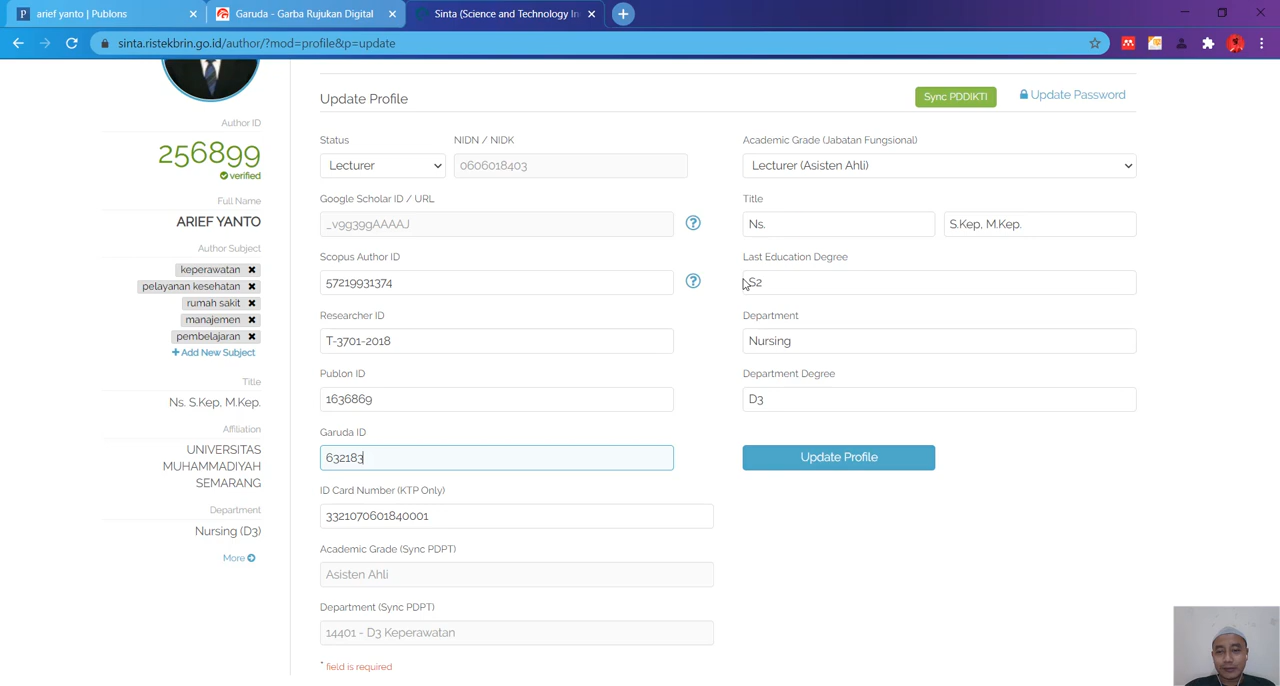 arief yanto | Publons
Garuda - Garba Rujukan Digital
Sinta (Science and Technology In
sinta.ristekbrin.go.id/author/?mod=profile&p=update
Author ID
256899
verified
Full Name
ARIEF YANTO
Author Subject
keperawatan
pelayanan kesehatan
rumah sakit
manajemen
pembelajaran
Add New Subject
Title
Ns. S.Kep, M.Kep.
Affiliation
UNIVERSITAS
MUHAMMADIYAH
SEMARANG
Department
Nursing (D3)
More
Update Profile
Sync PDDIKTI
Update Password
Status
Lecturer
NIDN / NIDK
0606018403
Google Scholar ID / URL
_v9g39gAAAAJ
Scopus Author ID
57219931374
Researcher ID
T-3701-2018
Publon ID
1636869
Garuda ID
632183
ID Card Number (KTP Only)
3321070601840001
Academic Grade (Sync PDPT)
Asisten Ahli
Department (Sync PDPT)
14401 - D3 Keperawatan
* field is required
Academic Grade (Jabatan Fungsional)
Lecturer (Asisten Ahli)
Title
Ns.
S.Kep, M.Kep.
Last Education Degree
S2
Department
Nursing
Department Degree
D3
Update Profile